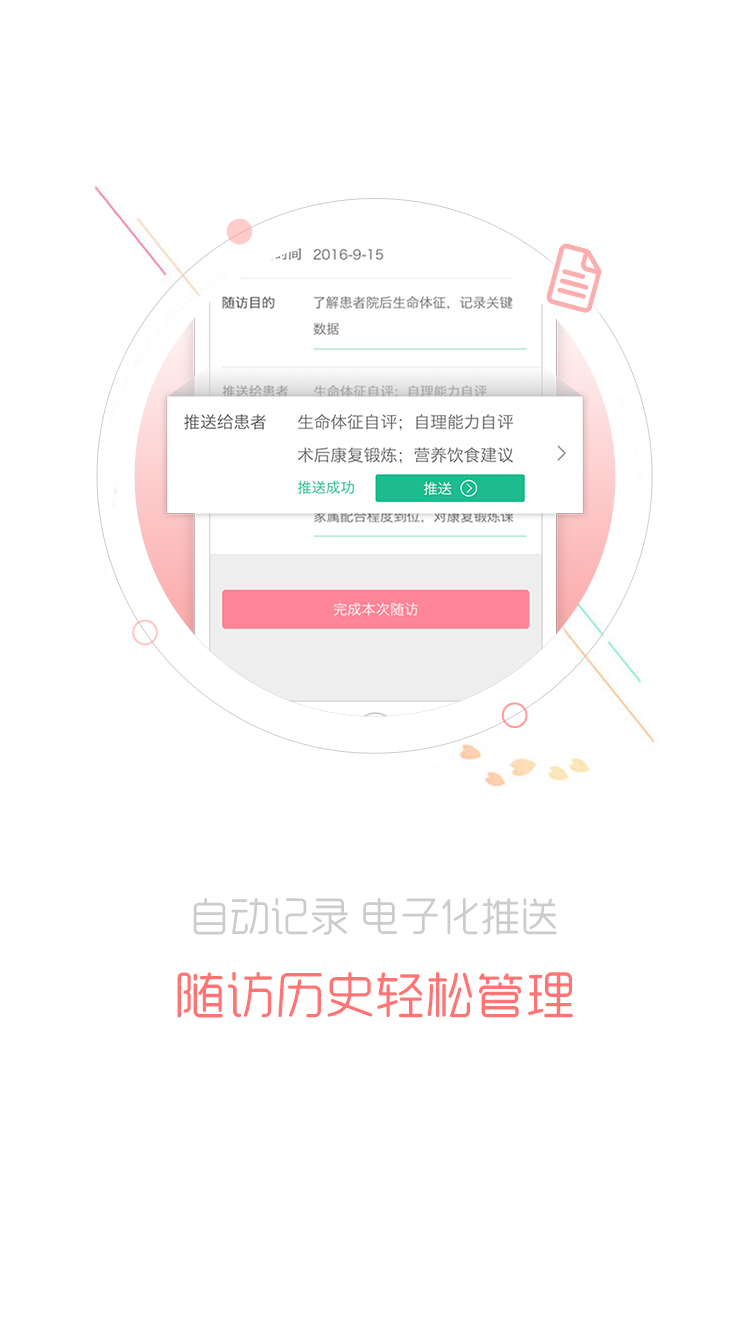 时间 2016-9-15
随访目的 了解患者院后生命体征，记录关键
数据
推送给患者 生命体征自评；自理能力自评
推送给患者 生命体征自评；自理能力自评
术后康复锻炼；营养饮食建议
推送成功 推送
家属配合程度到位，对康复锻炼课
完成本次随访
自动记录 电子化推送
随访历史轻松管理